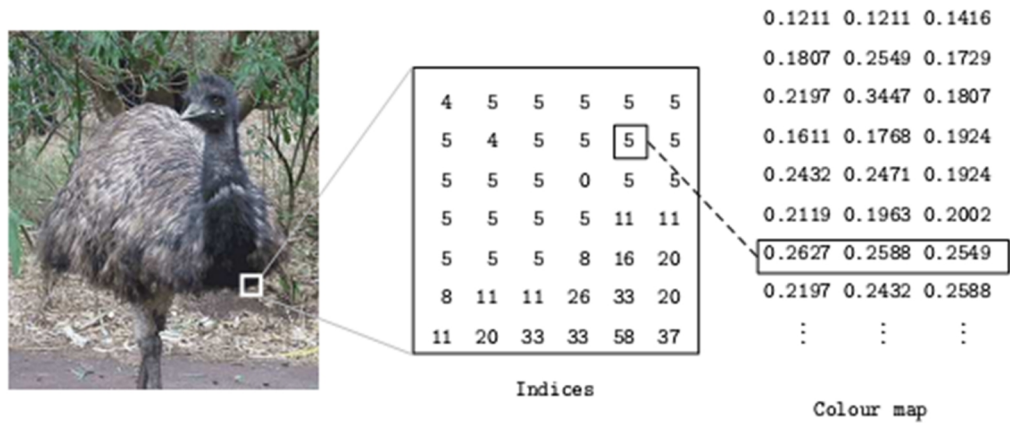 4 5 5 5 5 5
5 4 5 5 5 5
5 5 5 0 5 5
5 5 5 5 11 11
5 5 5 8 16 20
8 11 11 26 33 20
11 20 33 33 58 37
Indices
0.1211 0.1211 0.1416
0.1807 0.2549 0.1729
0.2197 0.3447 0.1807
0.1611 0.1768 0.1924
0.2432 0.2471 0.1924
0.2119 0.1963 0.2002
0.2627 0.2588 0.2549
0.2197 0.2432 0.2588
⋮ ⋮ ⋮
Colour map